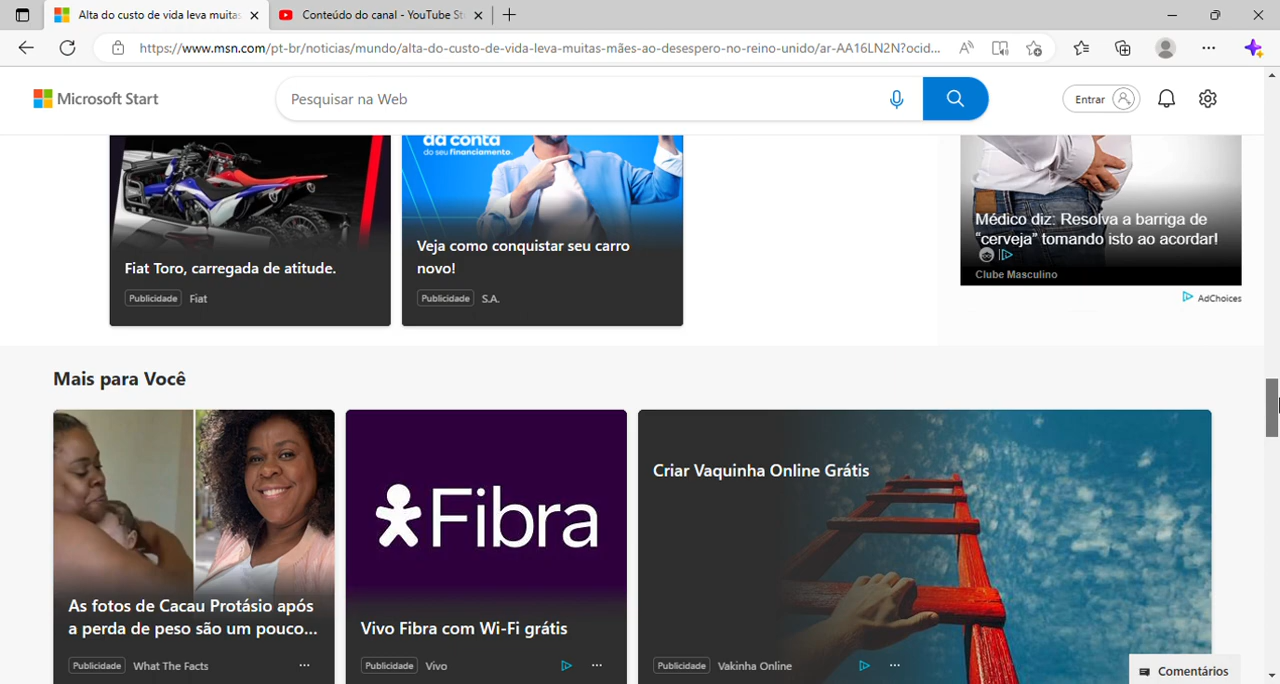 Alta do custo de vida leva muitas
Conteúdo do canal - YouTube St
https://www.msn.com/pt-br/noticias/mundo/alta-do-custo-de-vida-leva-muitas-mães-ao-desespero-no-reino-unido/ar-AA16LN2N?ocid...
Microsoft Start
Pesquisar na Web
Entrar
da conta
do seu financiamento.
Fiat Toro, carregada de atitude.
Publicidade Fiat
Veja como conquistar seu carro
novo!
Publicidade S.A.
Médico diz: Resolva a barriga de
“cerveja” tomando isto ao acordar!
Clube Masculino
AdChoices
Mais para Você
As fotos de Cacau Protásio após
a perda de peso são um pouco...
Publicidade What The Facts
Fibra
Vivo Fibra com Wi-Fi grátis
Publicidade Vivo
Criar Vaquinha Online Grátis
Publicidade Vakinha Online
Comentários